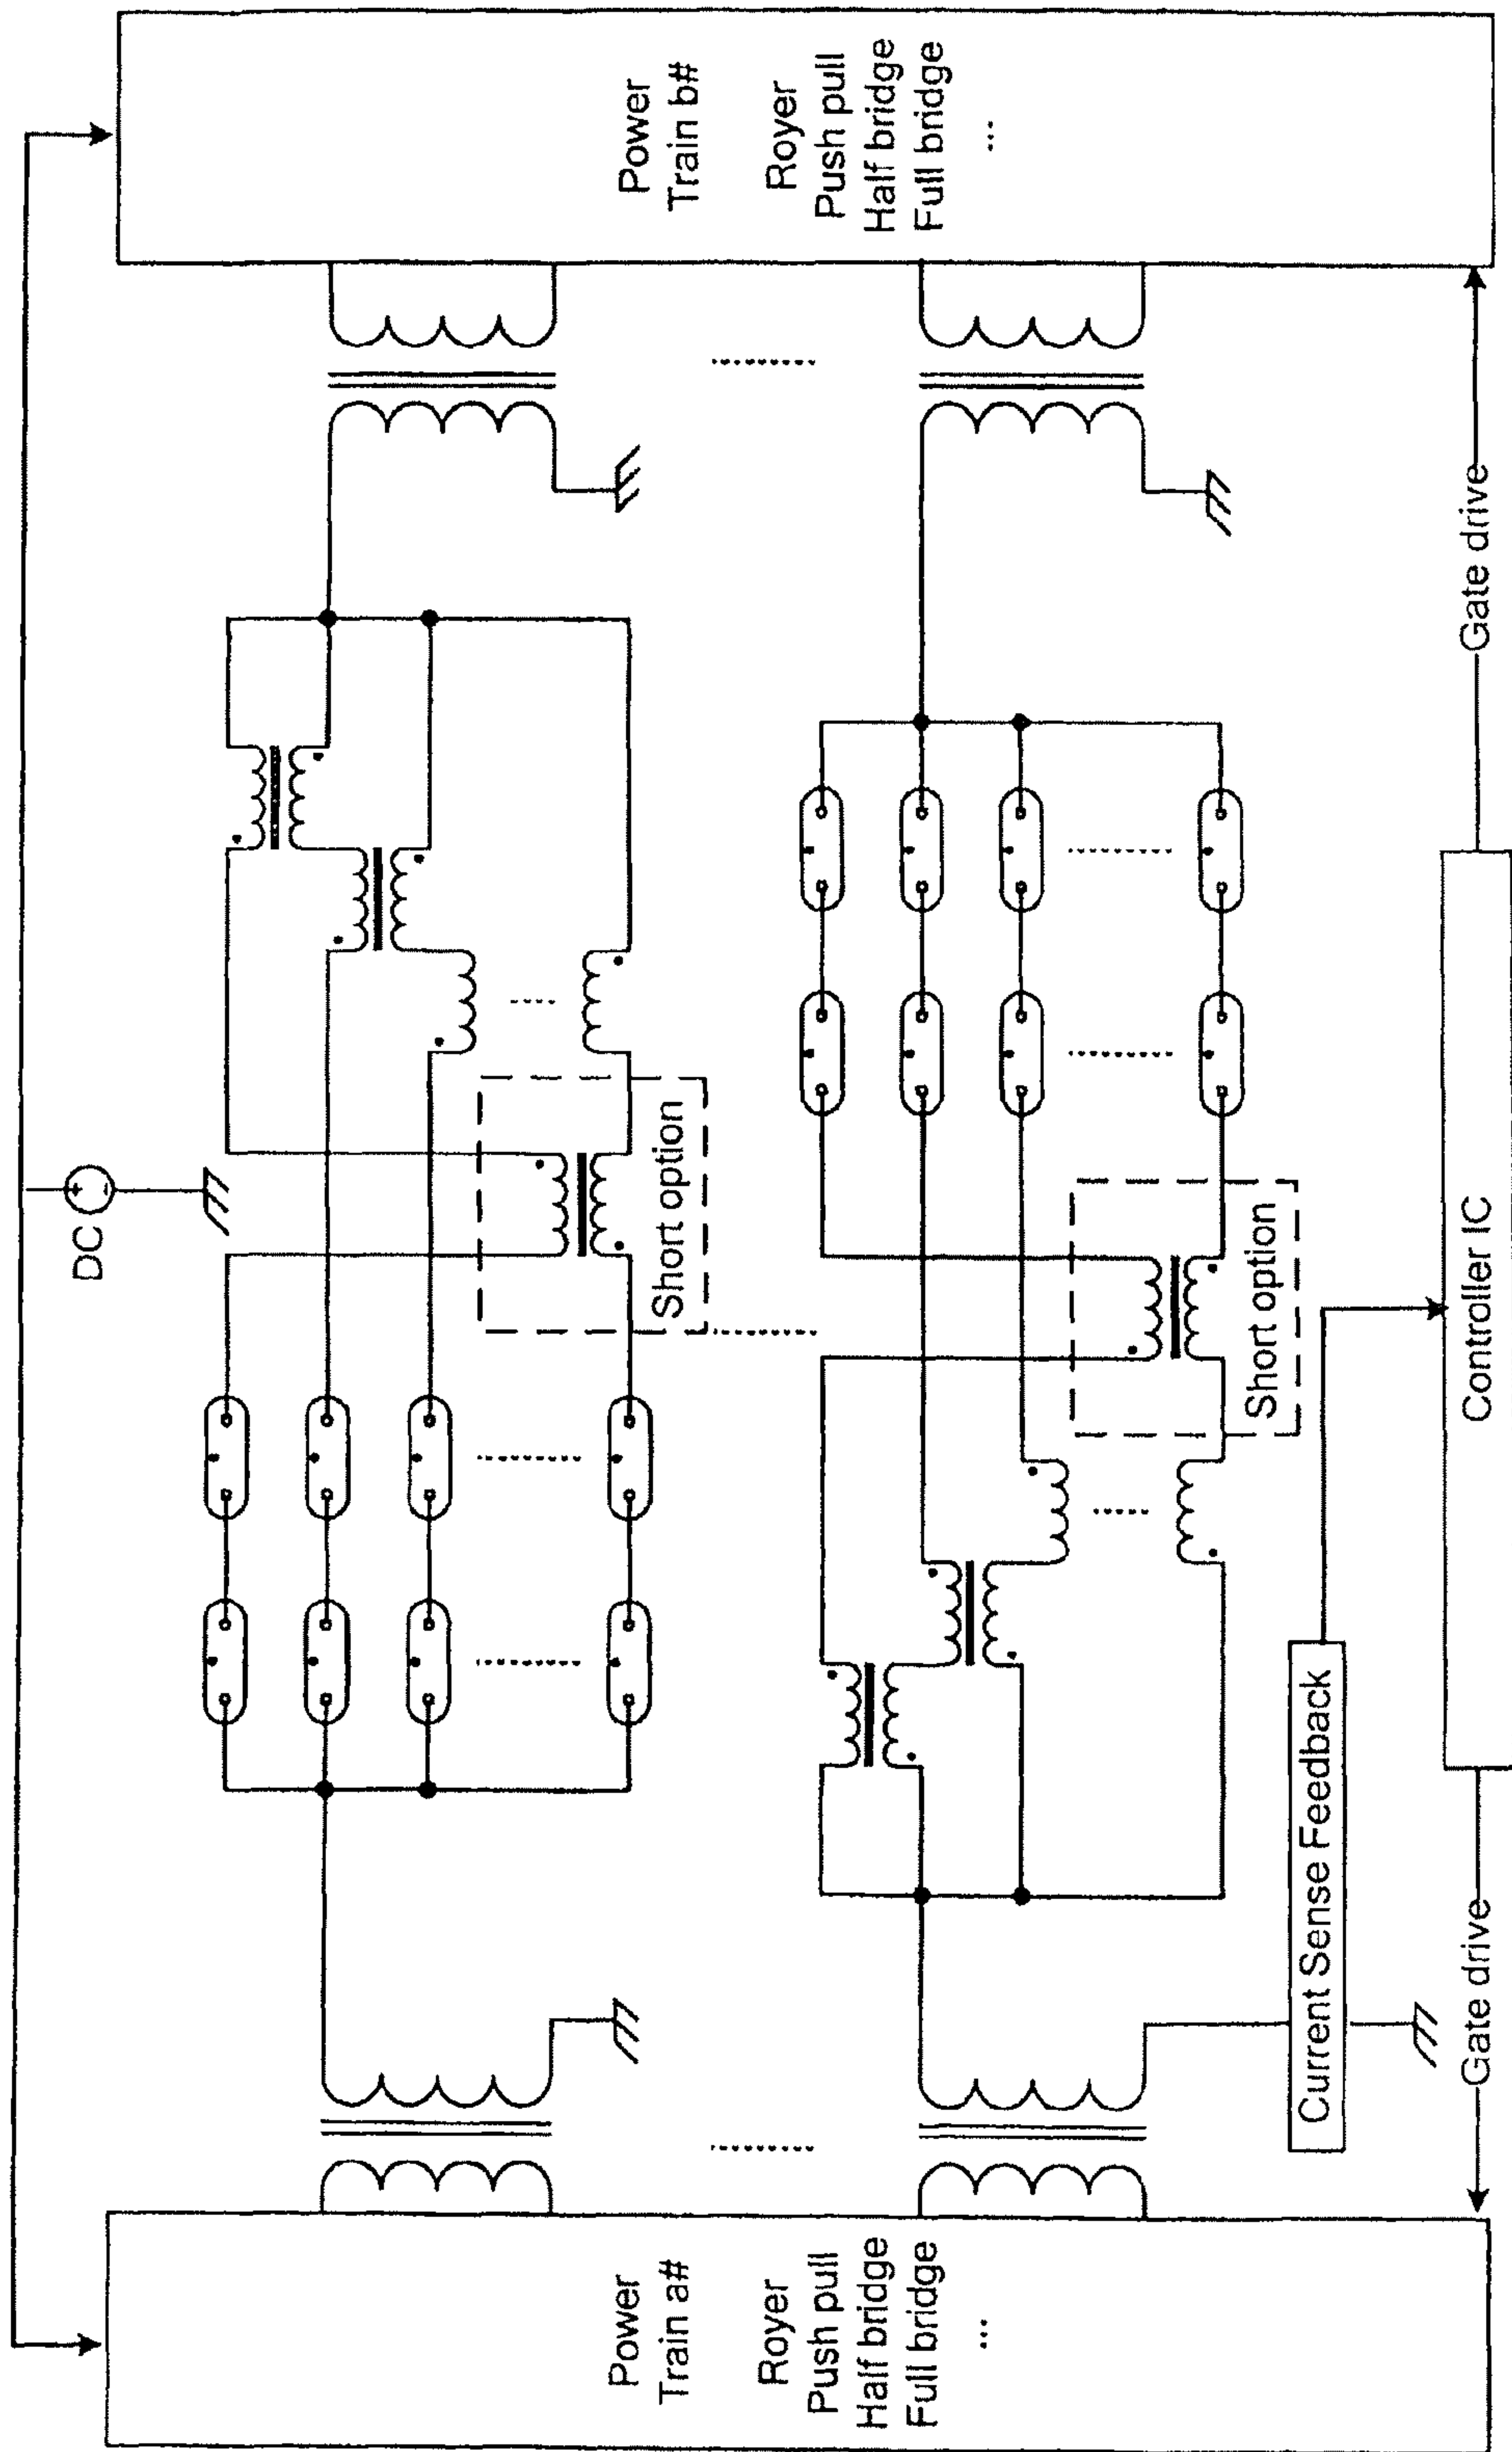 DC
Power
Train a#
Royer
Push pull
Half bridge
Full bridge
...
Power
Train b#
Royer
Push pull
Half bridge
Full bridge
...
Short option
Short option
Current Sense Feedback
Gate drive
Controller IC
Gate drive